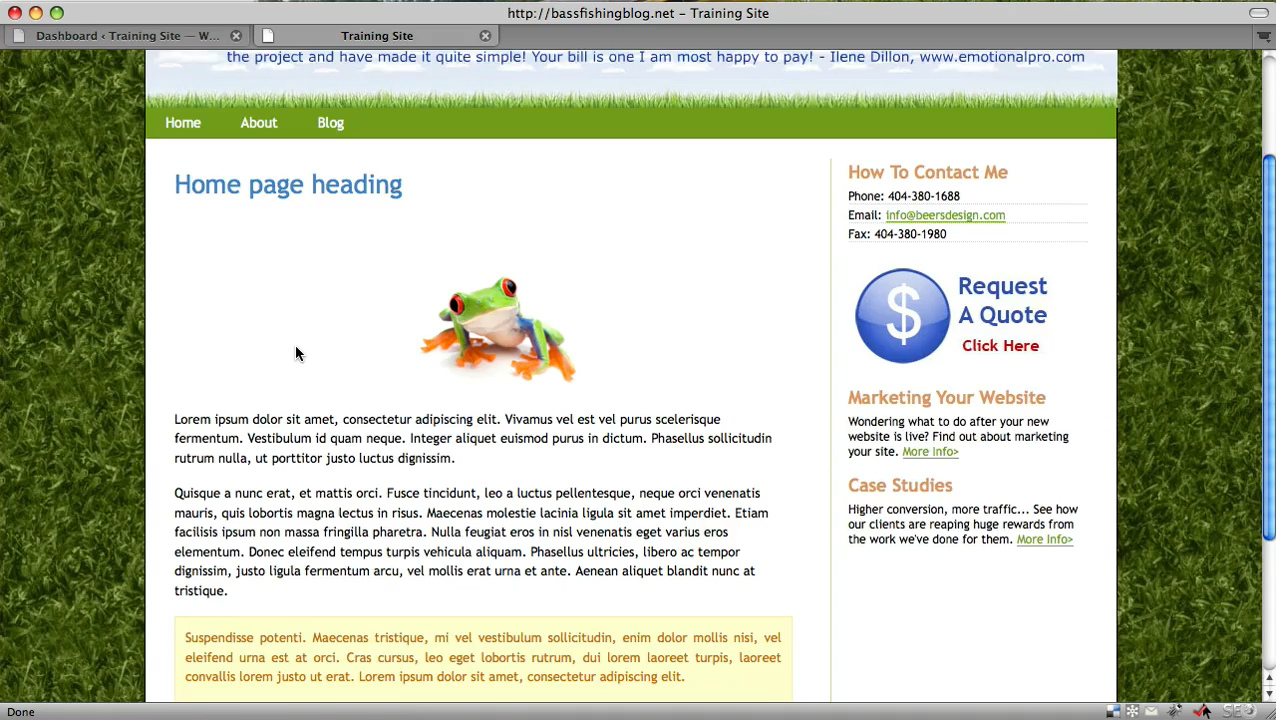 http://bassfishingblog.net – Training Site
Dashboard ‹ Training Site — W...
Training Site
the project and have made it quite simple! Your bill is one I am most happy to pay! - Ilene Dillon, www.emotionalpro.com
Home
About
Blog
Home page heading
Lorem ipsum dolor sit amet, consectetur adipiscing elit. Vivamus vel est vel purus scelerisque
fermentum. Vestibulum id quam neque. Integer aliquet euismod purus in dictum. Phasellus sollicitudin
rutrum nulla, ut porttitor justo luctus dignissim.
Quisque a nunc erat, et mattis orci. Fusce tincidunt, leo a luctus pellentesque, neque orci venenatis
mauris, quis lobortis magna lectus in risus. Maecenas molestie lacinia ligula sit amet imperdiet. Etiam
facilisis ipsum non massa fringilla pharetra. Nulla feugiat eros in nisl venenatis eget varius eros
elementum. Donec eleifend tempus turpis vehicula aliquam. Phasellus ultricies, libero ac tempor
dignissim, justo ligula fermentum arcu, vel mollis erat urna et ante. Aenean aliquet blandit nunc at
tristique.
Suspendisse potenti. Maecenas tristique, mi vel vestibulum sollicitudin, enim dolor mollis nisi, vel
eleifend urna est at orci. Cras cursus, leo eget lobortis rutrum, dui lorem laoreet turpis, laoreet
convallis lorem justo ut erat. Lorem ipsum dolor sit amet, consectetur adipiscing elit.
How To Contact Me
Phone: 404-380-1688
Email: info@beersdesign.com
Fax: 404-380-1980
$
Request
A Quote
Click Here
Marketing Your Website
Wondering what to do after your new
website is live? Find out about marketing
your site. More Info>
Case Studies
Higher conversion, more traffic... See how
our clients are reaping huge rewards from
the work we've done for them. More Info>
Done
SEO